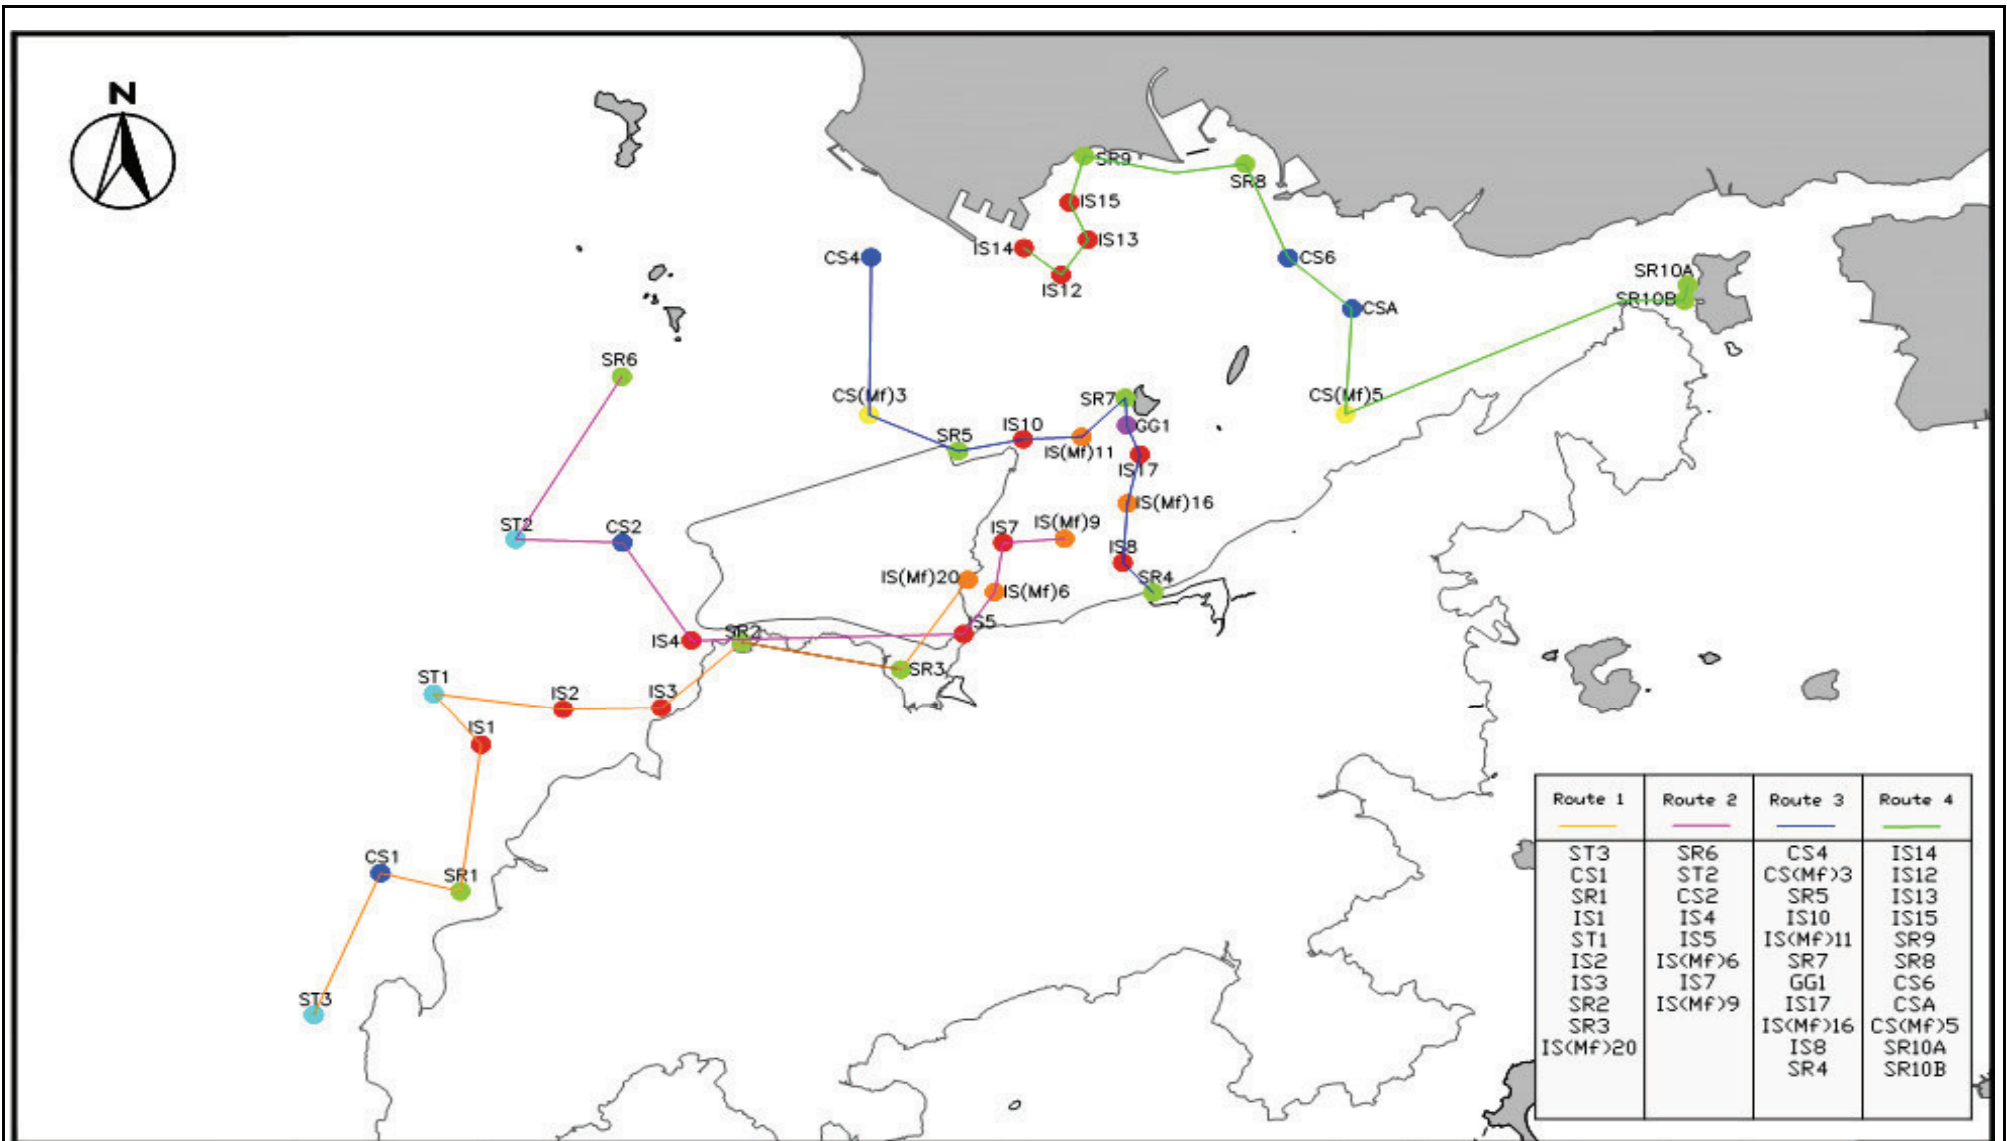 N
SR9
SR8
IS15
IS13
IS14
IS12
CS4
CS6
CSA
SR10A
SR10B
SR6
CS(Mf)3
SR7
CS(Mf)5
GG1
IS10
SR5
IS(Mf)11
IS17
IS(Mf)16
ST2
CS2
IS7
IS(Mf)9
IS8
SR4
IS(Mf)20
IS(Mf)6
IS5
IS4
SR2
SR3
ST1
IS2
IS3
IS1
CS1
SR1
ST3
Route 1 Route 2 Route 3 Route 4
ST3 SR6 CS4 IS14
CS1 ST2 CS(Mf)3 IS12
SR1 CS2 SR5 IS13
IS1 IS4 IS10 IS15
ST1 IS5 IS(Mf)11 SR9
IS2 IS(Mf)6 SR7 SR8
IS3 IS7 GG1 CS6
SR2 IS(Mf)9 IS17 CSA
SR3 IS(Mf)16 CS(Mf)5
IS(Mf)20 IS8 SR10A
SR4 SR10B